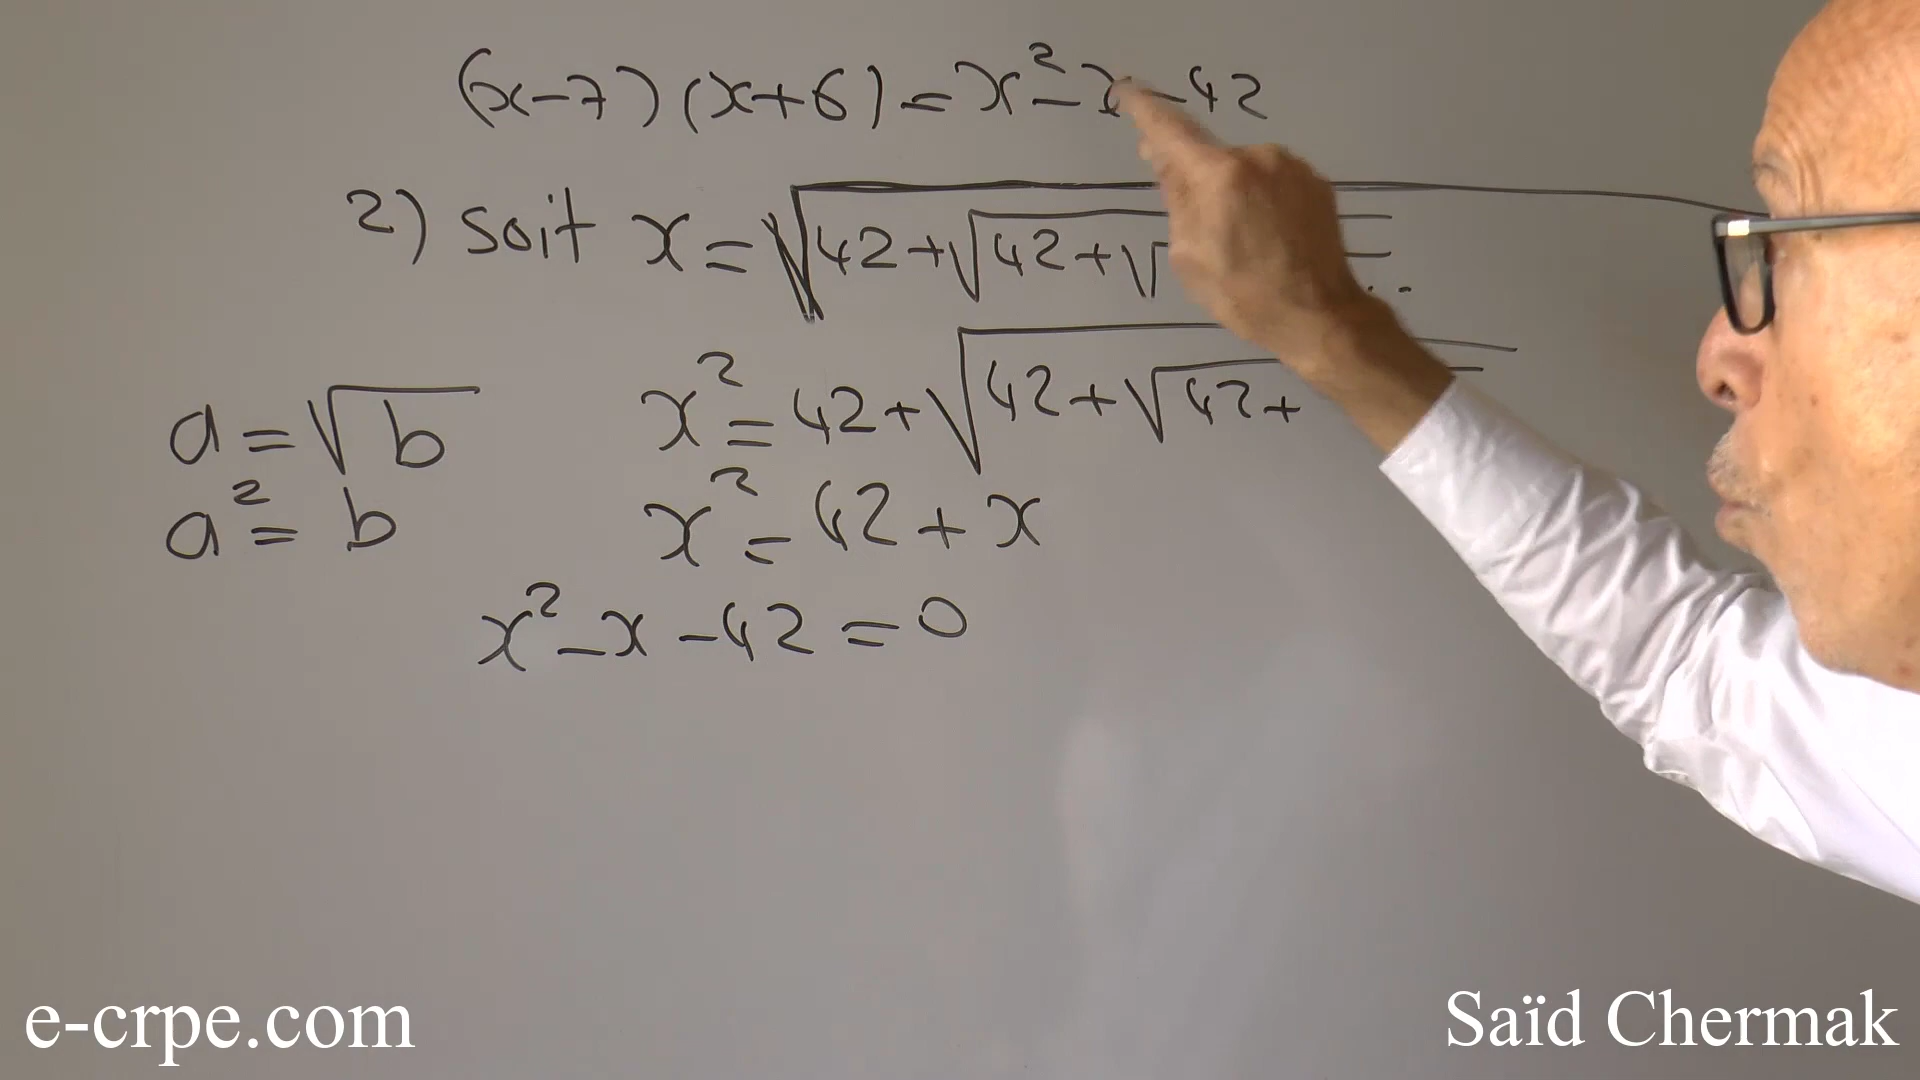 (x-7)(x+6)=x²-x-42
2) soit x=√42+√42+√ ..
x²=42+√42+√42+
a=√b
x²=42+x
a²=b
x²-x-42=0
e-crpe.com
Saïd Chermak